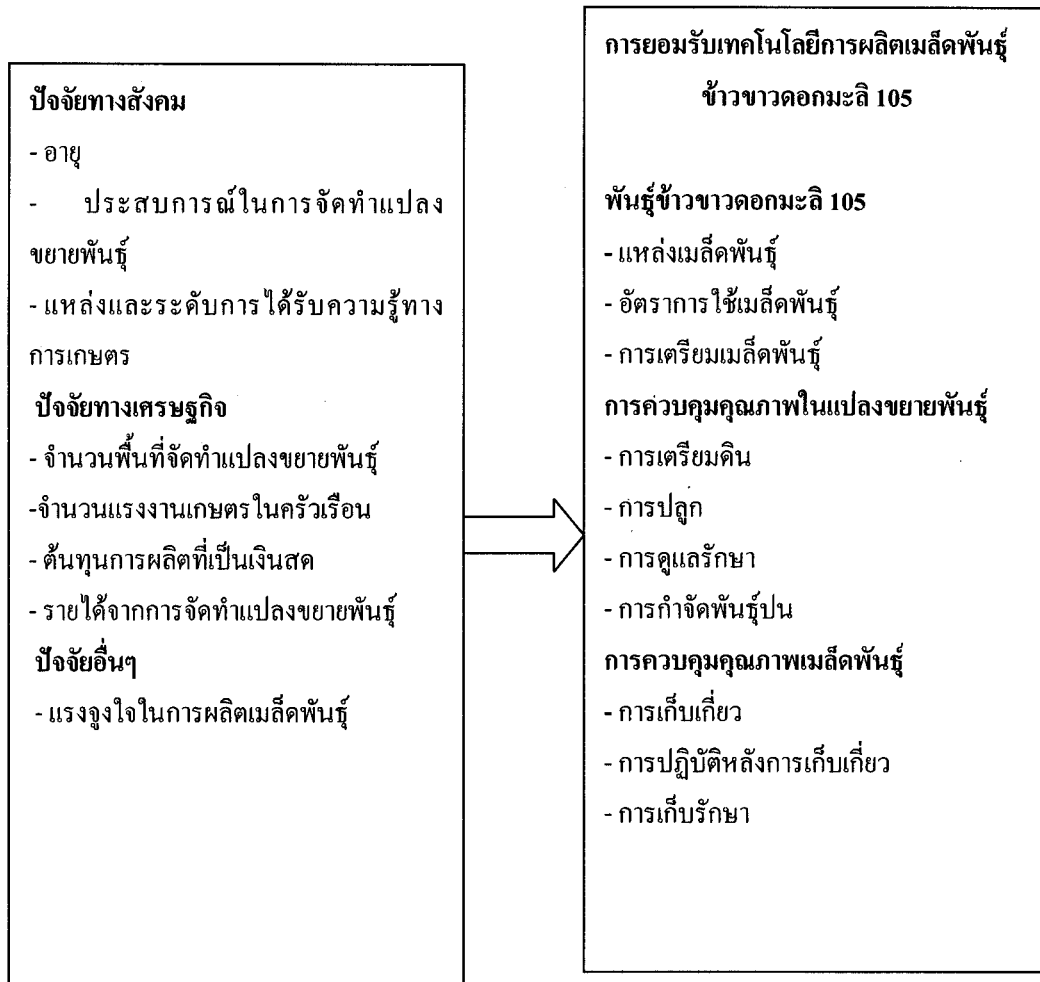 ปัจจัยทางสังคม
- อายุ
- ประสบการณ์ในการจัดทำแปลง
ขยายพันธุ์
- แหล่งและระดับการได้รับความรู้ทาง
การเกษตร
ปัจจัยทางเศรษฐกิจ
- จำนวนพื้นที่จัดทำแปลงขยายพันธุ์
-จำนวนแรงงานเกษตรในครัวเรือน
- ต้นทุนการผลิตที่เป็นเงินสด
- รายได้จากการจัดทำแปลงขยายพันธุ์
ปัจจัยอื่นๆ
- แรงจูงใจในการผลิตเมล็ดพันธุ์
การยอมรับเทคโนโลยีการผลิตเมล็ดพันธุ์
ข้าวขาวดอกมะลิ 105
พันธุ์ข้าวขาวดอกมะลิ 105
- แหล่งเมล็ดพันธุ์
- อัตราการใช้เมล็ดพันธุ์
- การเตรียมเมล็ดพันธุ์
การควบคุมคุณภาพในแปลงขยายพันธุ์
- การเตรียมดิน
- การปลูก
- การดูแลรักษา
- การกำจัดพันธุ์ปน
การควบคุมคุณภาพเมล็ดพันธุ์
- การเก็บเกี่ยว
- การปฏิบัติหลังการเก็บเกี่ยว
- การเก็บรักษา